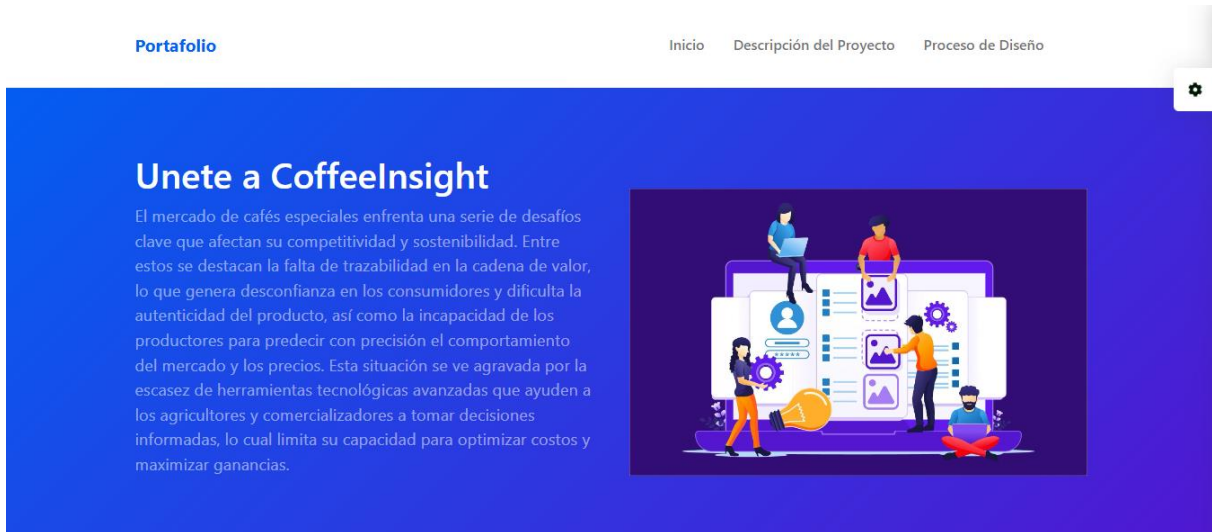 Portafolio
Inicio Descripción del Proyecto Proceso de Diseño
Unete a CoffeeInsight
El mercado de cafés especiales enfrenta una serie de desafíos
clave que afectan su competitividad y sostenibilidad. Entre
estos se destacan la falta de trazabilidad en la cadena de valor,
lo que genera desconfianza en los consumidores y dificulta la
autenticidad del producto, así como la incapacidad de los
productores para predecir con precisión el comportamiento
del mercado y los precios. Esta situación se ve agravada por la
escasez de herramientas tecnológicas avanzadas que ayuden a
los agricultores y comercializadores a tomar decisiones
informadas, lo cual limita su capacidad para optimizar costos y
maximizar ganancias.